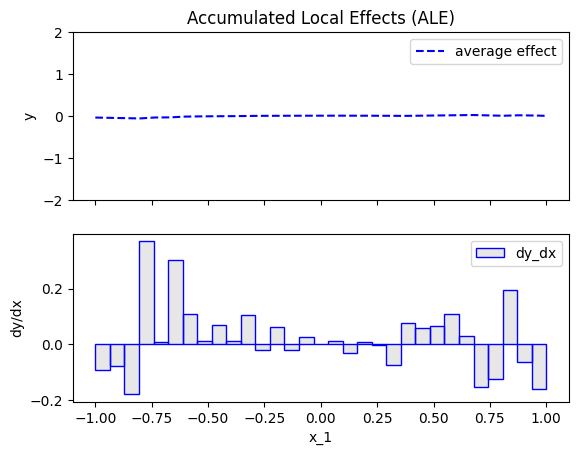 Accumulated Local Effects (ALE)
2
1
0
−1
−2
y
average effect
0.2
0.0
−0.2
dy/dx
dy_dx
−1.00 −0.75 −0.50 −0.25 0.00 0.25 0.50 0.75 1.00
x_1